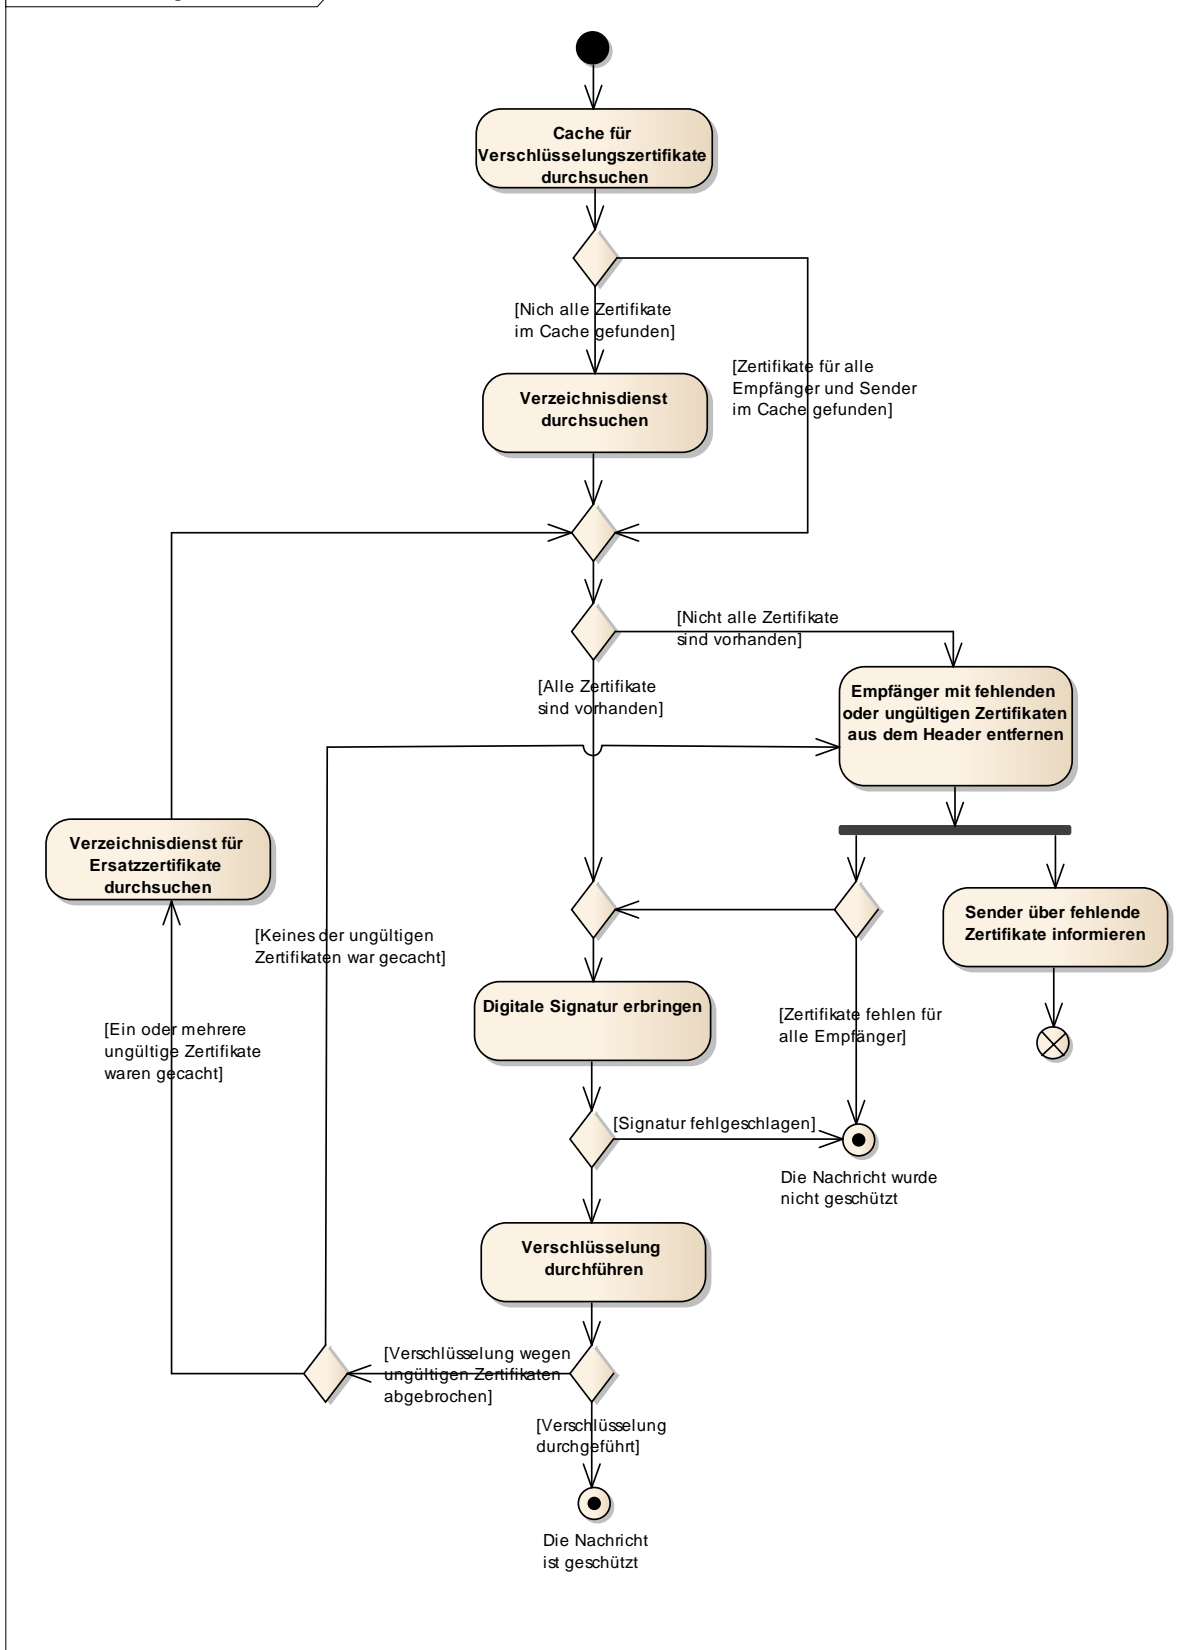 Cache für
Verschlüsselungszertifikate
durchsuchen
[Nich alle Zertifikate
im Cache gefunden]
[Zertifikate für alle
Empfänger und Sender
im Cache gefunden]
Verzeichnisdienst
durchsuchen
[Nicht alle Zertifikate
sind vorhanden]
[Alle Zertifikate
sind vorhanden]
Empfänger mit fehlenden
oder ungültigen Zertifikaten
aus dem Header entfernen
Verzeichnisdienst für
Ersatzzertifikate
durchsuchen
Sender über fehlende
Zertifikate informieren
[Keines der ungültigen
Zertifikaten war gecacht]
Digitale Signatur erbringen
[Zertifikate fehlen für
alle Empfänger]
[Ein oder mehrere
ungültige Zertifikate
waren gecacht]
[Signatur fehlgeschlagen]
Die Nachricht wurde
nicht geschützt
Verschlüsselung
durchführen
[Verschlüsselung wegen
ungültigen Zertifikaten
abgebrochen]
[Verschlüsselung
durchgeführt]
Die Nachricht
ist geschützt